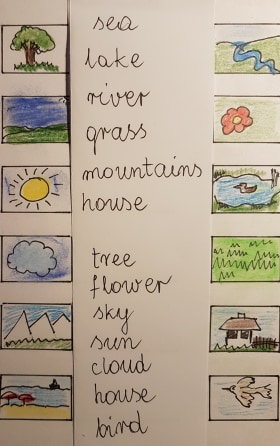 sea
lake
river
grass
mountains
house
tree
flower
sky
sun
cloud
house
bird